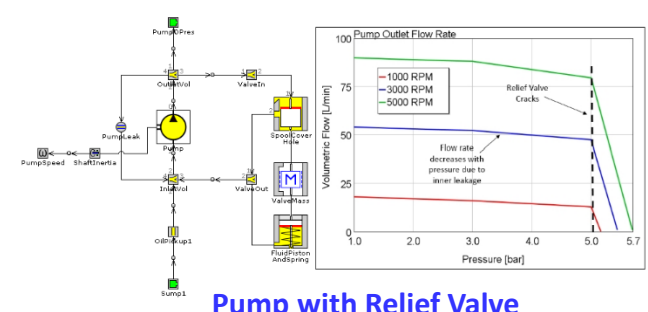 PumpOPres
OutletVol
ValveIn
PumpLeak
Pump
SpoolCover
Hole
PumpSpeed
ShaftInertia
InletVol
ValveOut
M
ValveMass
OilPickup1
FluidPiston
AndSpring
Sump1
Pump Outlet Flow Rate
Volumetric Flow [L/min]
100
75
50
25
0
1000 RPM
3000 RPM
5000 RPM
Relief Valve
Cracks
Flow rate
decreases with
pressure due to
inner leakage
1.0 2.0 3.0 4.0 5.0 5.7
Pressure [bar]
Pump with Relief Valve